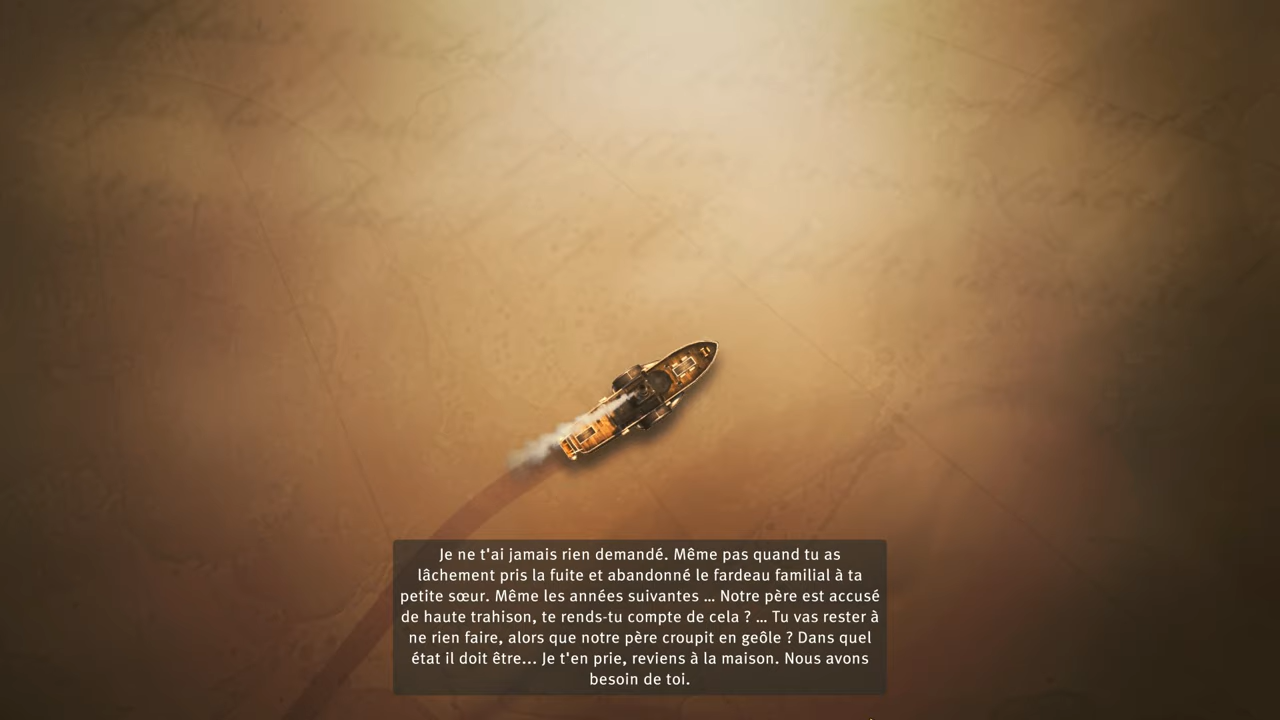 Je ne t'ai jamais rien demandé. Même pas quand tu as
lâchement pris la fuite et abandonné le fardeau familial à ta
petite sœur. Même les années suivantes ... Notre père est accusé
de haute trahison, te rends-tu compte de cela ? ... Tu vas rester à
ne rien faire, alors que notre père croupit en geôle ? Dans quel
état il doit être... Je t'en prie, reviens à la maison. Nous avons
besoin de toi.